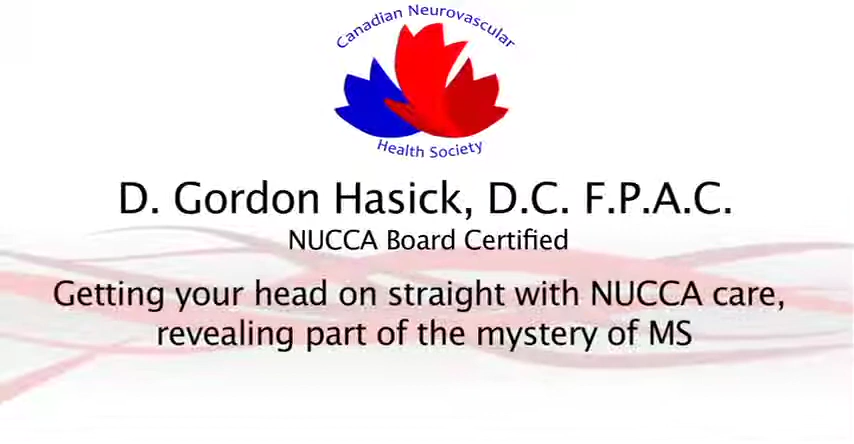 Canadian Neurovascular
Health Society
D. Gordon Hasick, D.C. F.P.A.C.
NUCCA Board Certified
Getting your head on straight with NUCCA care,
revealing part of the mystery of MS